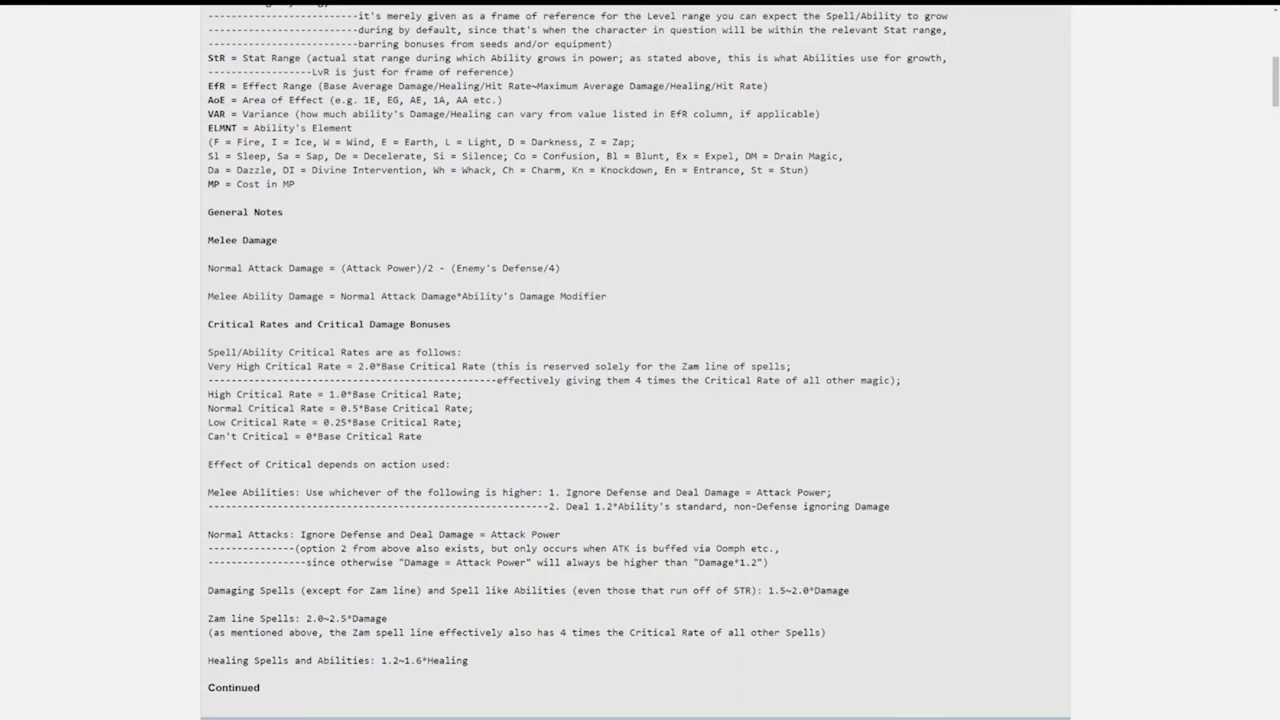 ------------------------it's merely given as a frame of reference for the Level range you can expect the Spell/Ability to grow
------------------------during by default, since that's when the character in question will be within the relevant Stat range,
------------------------barring bonuses from seeds and/or equipment)
StR = Stat Range (actual stat range during which Ability grows in power; as stated above, this is what Abilities use for growth,
-----------------LvR is just for frame of reference)
EfR = Effect Range (Base Average Damage/Healing/Hit Rate~Maximum Average Damage/Healing/Hit Rate)
AoE = Area of Effect (e.g. 1E, EG, AE, 1A, AA etc.)
VAR = Variance (how much ability's Damage/Healing can vary from value listed in EfR column, if applicable)
ELMNT = Ability's Element
(F = Fire, I = Ice, W = Wind, E = Earth, L = Light, D = Darkness, Z = Zap;
Sl = Sleep, Sa = Sap, De = Decelerate, Si = Silence; Co = Confusion, Bl = Blunt, Ex = Expel, DM = Drain Magic,
Da = Dazzle, DI = Divine Intervention, Wh = Whack, Ch = Charm, Kn = Knockdown, En = Entrance, St = Stun)
MP = Cost in MP
General Notes
Melee Damage
Normal Attack Damage = (Attack Power)/2 - (Enemy's Defense/4)
Melee Ability Damage = Normal Attack Damage*Ability's Damage Modifier
Critical Rates and Critical Damage Bonuses
Spell/Ability Critical Rates are as follows:
Very High Critical Rate = 2.0*Base Critical Rate (this is reserved solely for the Zam line of spells;
--------------------------------------------------effectively giving them 4 times the Critical Rate of all other magic);
High Critical Rate = 1.0*Base Critical Rate;
Normal Critical Rate = 0.5*Base Critical Rate;
Low Critical Rate = 0.25*Base Critical Rate;
Can't Critical = 0*Base Critical Rate
Effect of Critical depends on action used:
Melee Abilities: Use whichever of the following is higher: 1. Ignore Defense and Deal Damage = Attack Power;
-----------------------------------------------------------2. Deal 1.2*Ability's standard, non-Defense ignoring Damage
Normal Attacks: Ignore Defense and Deal Damage = Attack Power
---------------(option 2 from above also exists, but only occurs when ATK is buffed via Oomph etc.,
-----------------since otherwise "Damage = Attack Power" will always be higher than "Damage*1.2")
Damaging Spells (except for Zam line) and Spell like Abilities (even those that run off of STR): 1.5~2.0*Damage
Zam line Spells: 2.0~2.5*Damage
(as mentioned above, the Zam spell line effectively also has 4 times the Critical Rate of all other Spells)
Healing Spells and Abilities: 1.2~1.6*Healing
Continued